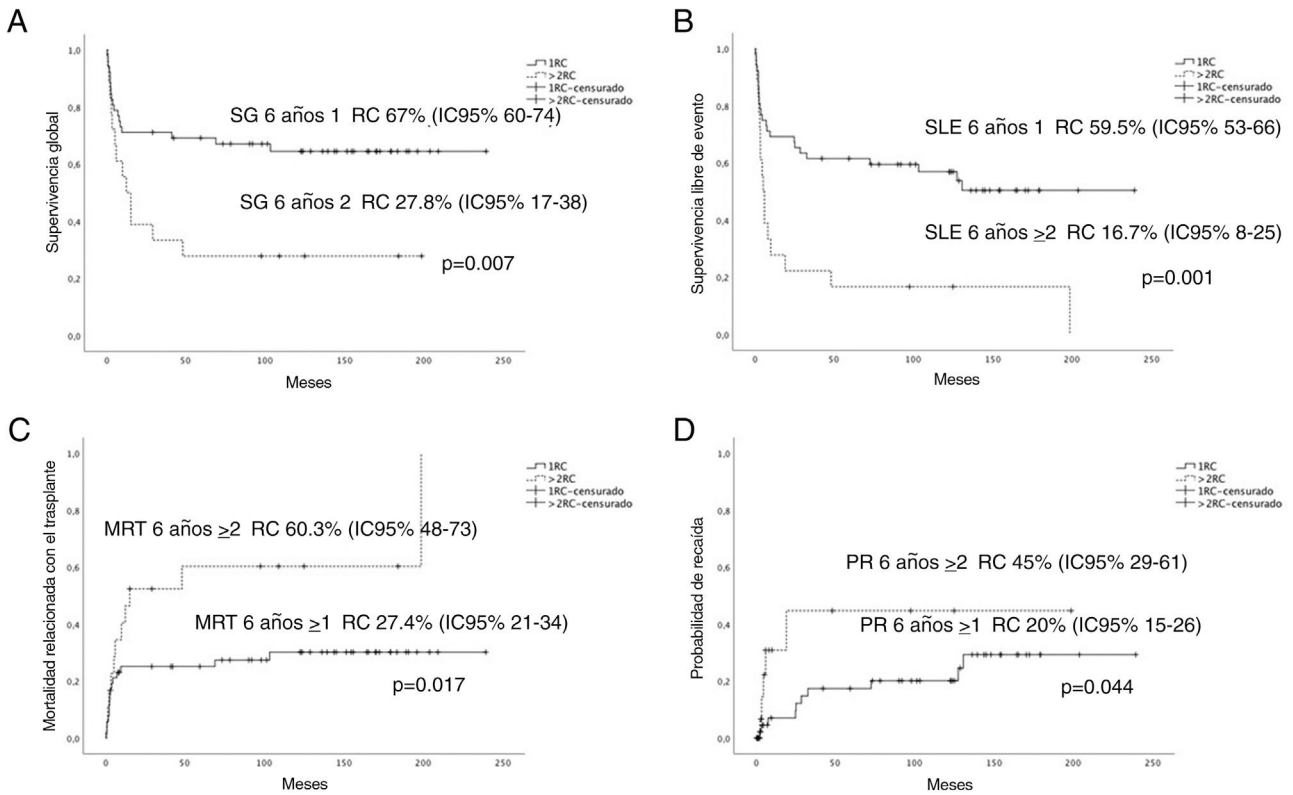 A
Supervivencia global
1,0
0,8
0,6
0,4
0,2
0,0
0 50 100 150 200 250
Meses
1RC
>2RC
1RC-censurado
>2RC-censurado
SG 6 años 1 RC 67% (IC95% 60-74)
SG 6 años 2 RC 27.8% (IC95% 17-38)
p=0.007
B
Supervivencia libre de evento
1,0
0,8
0,6
0,4
0,2
0,0
0 50 100 150 200 250
Meses
1RC
>2RC
1RC-censurado
>2RC-censurado
SLE 6 años 1 RC 59.5% (IC95% 53-66)
SLE 6 años ≥2 RC 16.7% (IC95% 8-25)
p=0.001
C
Mortalidad relacionada con el trasplante
1,0
0,8
0,6
0,4
0,2
0,0
0 50 100 150 200 250
Meses
1RC
>2RC
1RC-censurado
>2RC-censurado
MRT 6 años ≥2 RC 60.3% (IC95% 48-73)
MRT 6 años ≥1 RC 27.4% (IC95% 21-34)
p=0.017
D
Probabilidad de recaída
1,0
0,8
0,6
0,4
0,2
0,0
0 50 100 150 200 250
Meses
1RC
>2RC
1RC-censurado
>2RC-censurado
PR 6 años ≥2 RC 45% (IC95% 29-61)
PR 6 años ≥1 RC 20% (IC95% 15-26)
p=0.044